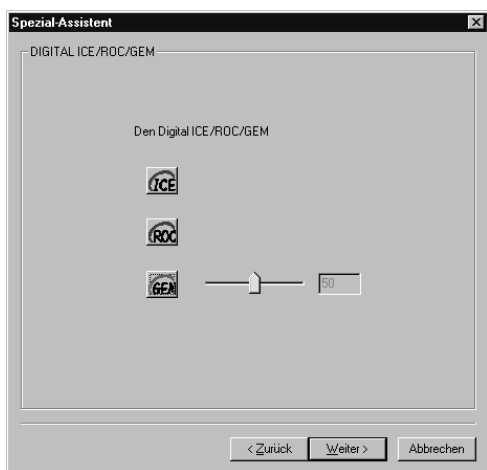 Spezial-Assistent
DIGITAL ICE/ROC/GEM
Den Digital ICE/ROC/GEM
ICE
ROC
GEM
50
< Zurück Weiter > Abbrechen